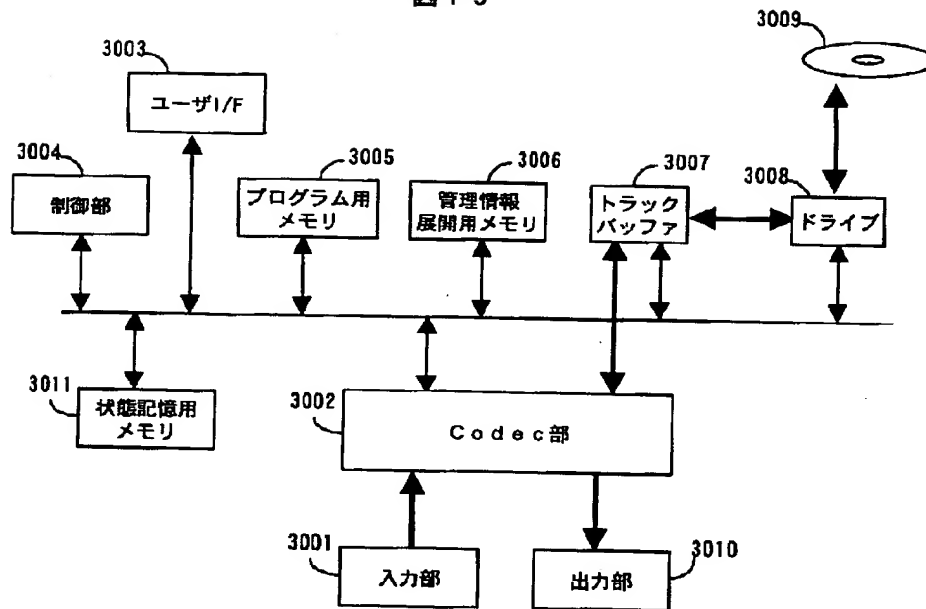 3009
3003
ユーザI/F
3004
制御部
3005
プログラム用
メモリ
3006
管理情報
展開用メモリ
3007
トラック
バッファ
3008
ドライブ
3011
状態記憶用
メモリ
3002
Codec部
3001
入力部
3010
出力部